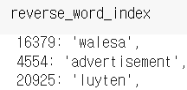 reverse_word_index
16379: 'walesa',
4554: 'advertisement',
20925: 'luyten',